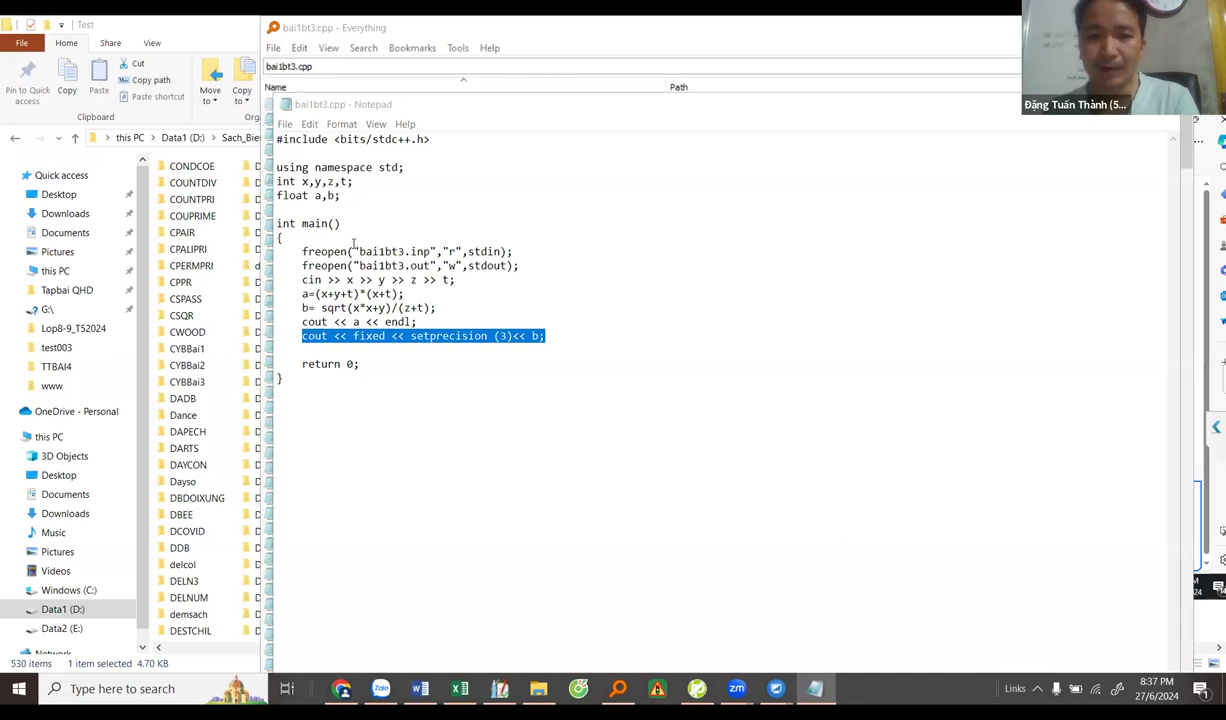 Test
bai1bt3.cpp - Everything
File Home Share View
File Edit View Search Bookmarks Tools Help
Pin to Quick access
Copy
Paste
Cut
Copy path
Paste shortcut
Move to
Copy to
Clipboard
bai1bt3.cpp
Name Path
this PC Data1 (D:) Sach_Bie
bai1bt3.cpp - Notepad
File Edit Format View Help
#include <bits/stdc++.h>
using namespace std;
int x,y,z,t;
float a,b;
int main()
{
freopen("bai1bt3.inp","r",stdin);
freopen("bai1bt3.out","w",stdout);
cin >> x >> y >> z >> t;
a=(x+y+t)*(x+t);
b= sqrt(x*x+y)/(z+t);
cout << a << endl;
cout << fixed << setprecision (3)<< b;
return 0;
}
Đặng Tuấn Thành (5...
Quick access
Desktop
Downloads
Documents
Pictures
this PC
Tapbai QHD
G:\
Lop8-9_T52024
test003
TTBAI4
www
OneDrive - Personal
this PC
3D Objects
Desktop
Documents
Downloads
Music
Pictures
Videos
Windows (C:)
Data1 (D:)
Data2 (E:)
Network
CONDCOE
COUNTDIV
COUNTPRI
COUPRIME
CPAIR
CPALIPRI
CPERMPRI
CPPR
CSPASS
CSQR
CWOOD
CYBBai1
CYBBai2
CYBBai3
DADB
Dance
DAPECH
DARTS
DAYCON
Dayso
DBDOIXUNG
DBEE
DCOVID
DDB
delcol
DELN3
DELNUM
demsach
DESTCHIL
530 items 1 item selected 4.70 KB
Type here to search
Links
8:37 PM
27/6/2024